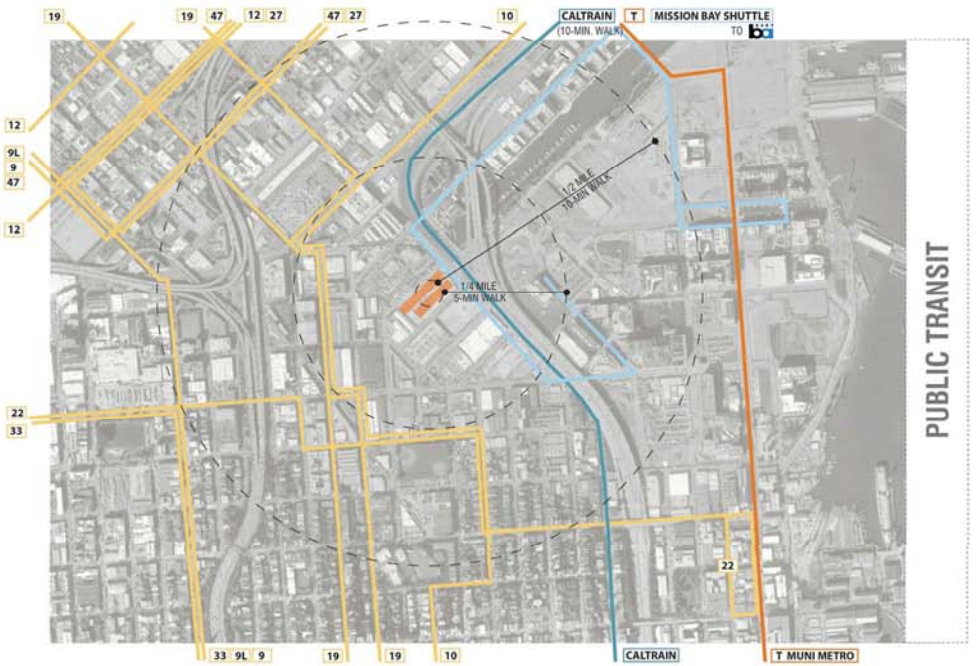 19
19
47
12 27
47 27
10
CALTRAIN
(10-MIN. WALK)
T
MISSION BAY SHUTTLE
TO ba
12
9L
9
47
12
1/2 MILE
10-MIN WALK
1/4 MILE
5-MIN WALK
PUBLIC TRANSIT
22
33
22
33 9L 9
19
19
10
CALTRAIN
T MUNI METRO